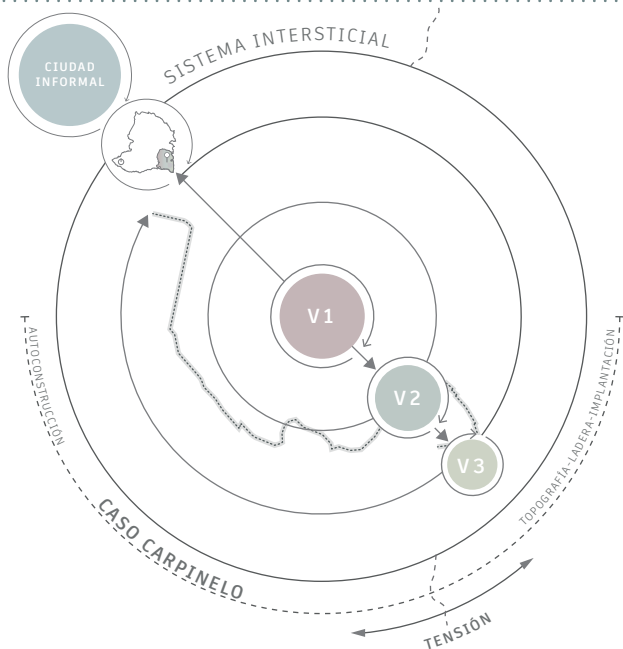 SISTEMA INTERSTICIAL
CIUDAD
INFORMAL
V1
V2
V3
AUTOCONSTRUCCIÓN
TOPOGRAFÍA-LADERA-IMPLANTACIÓN
CASO CARPINELO
TENSIÓN